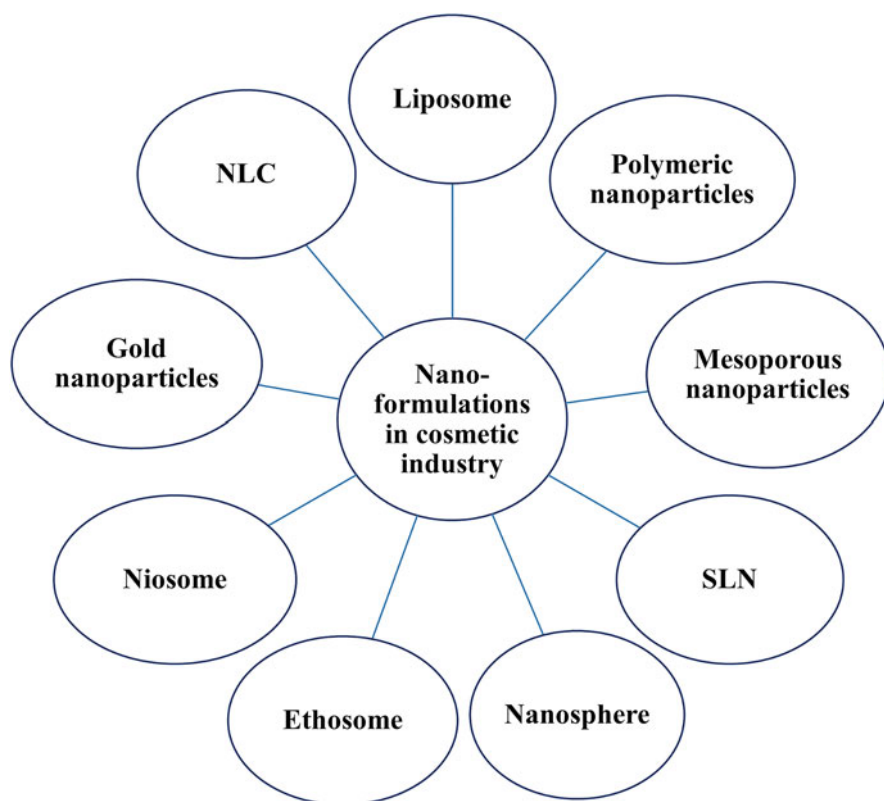 Liposome
Polymeric
nanoparticles
Mesoporous
nanoparticles
SLN
Nanosphere
Ethosome
Niosome
Gold
nanoparticles
NLC
Nano-
formulations
in cosmetic
industry